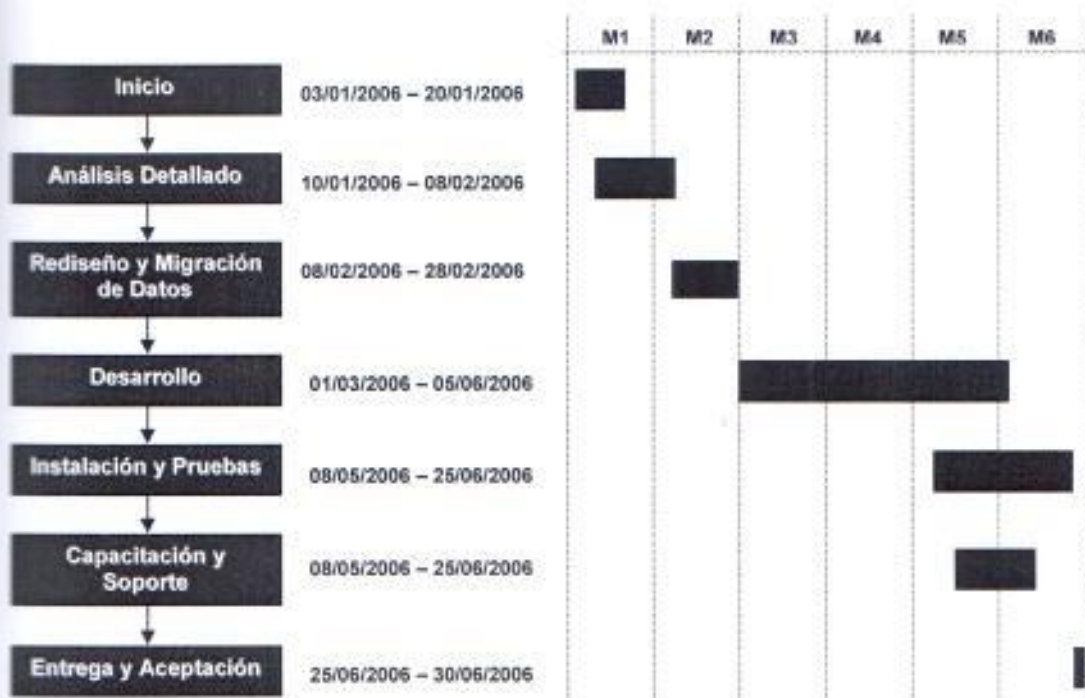 M1 M2 M3 M4 M5 M6
Inicio
03/01/2006 – 20/01/2006
Análisis Detallado
10/01/2006 – 08/02/2006
Rediseño y Migración
de Datos
08/02/2006 – 28/02/2006
Desarrollo
01/03/2006 – 05/06/2006
Instalación y Pruebas
08/05/2006 – 25/06/2006
Capacitación y
Soporte
08/05/2006 – 25/06/2006
Entrega y Aceptación
25/06/2006 – 30/06/2006